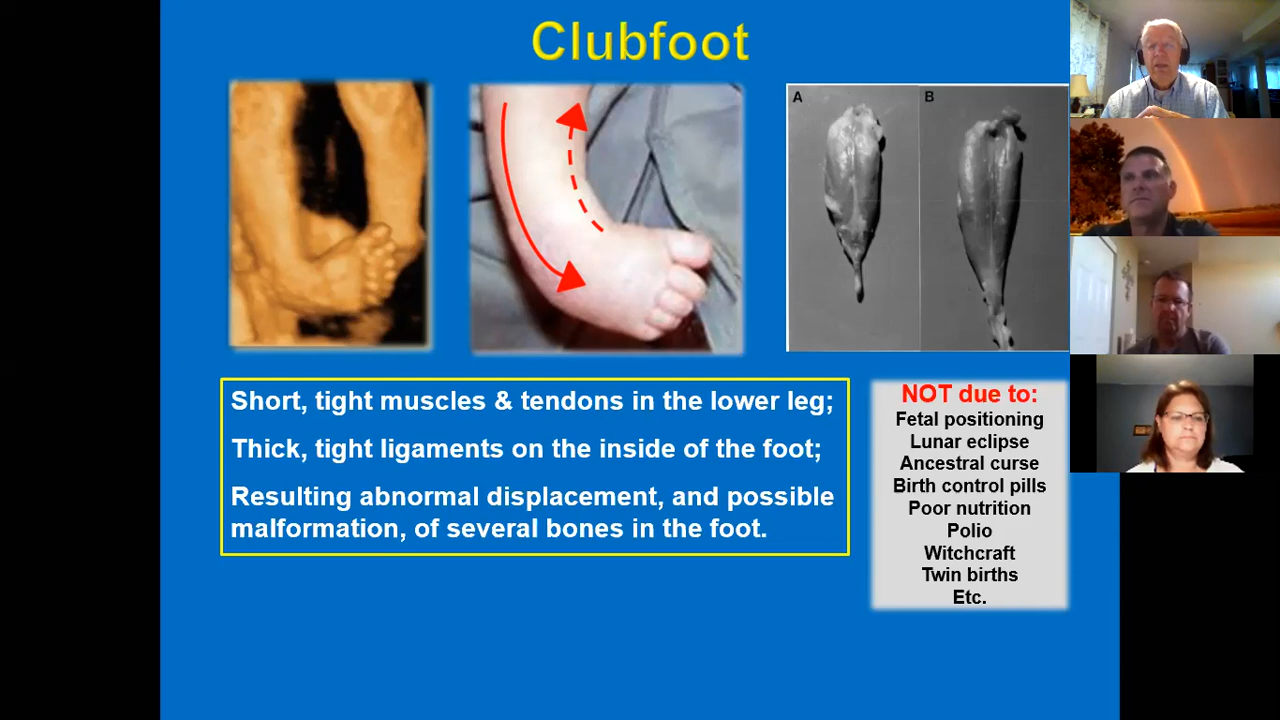 Clubfoot
A
B
Short, tight muscles & tendons in the lower leg;
Thick, tight ligaments on the inside of the foot;
Resulting abnormal displacement, and possible
malformation, of several bones in the foot.
NOT due to:
Fetal positioning
Lunar eclipse
Ancestral curse
Birth control pills
Poor nutrition
Polio
Witchcraft
Twin births
Etc.